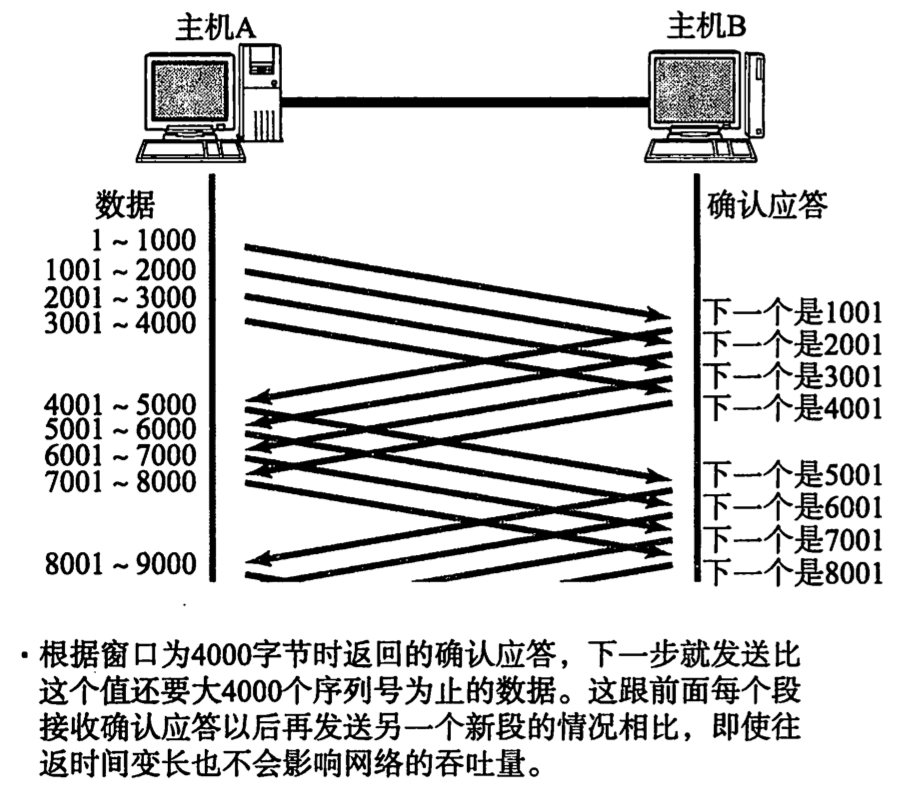 主机A
主机B
数据
确认应答
1 ~ 1000
1001 ~ 2000
2001 ~ 3000
3001 ~ 4000
下一个是1001
下一个是2001
下一个是3001
下一个是4001
4001 ~ 5000
5001 ~ 6000
6001 ~ 7000
7001 ~ 8000
下一个是5001
下一个是6001
下一个是7001
下一个是8001
8001 ~ 9000
· 根据窗口为4000字节时返回的确认应答，下一步就发送比
这个值还要大4000个序列号为止的数据。这跟前面每个段
接收确认应答以后再发送另一个新段的情况相比，即使往
返时间变长也不会影响网络的吞吐量。